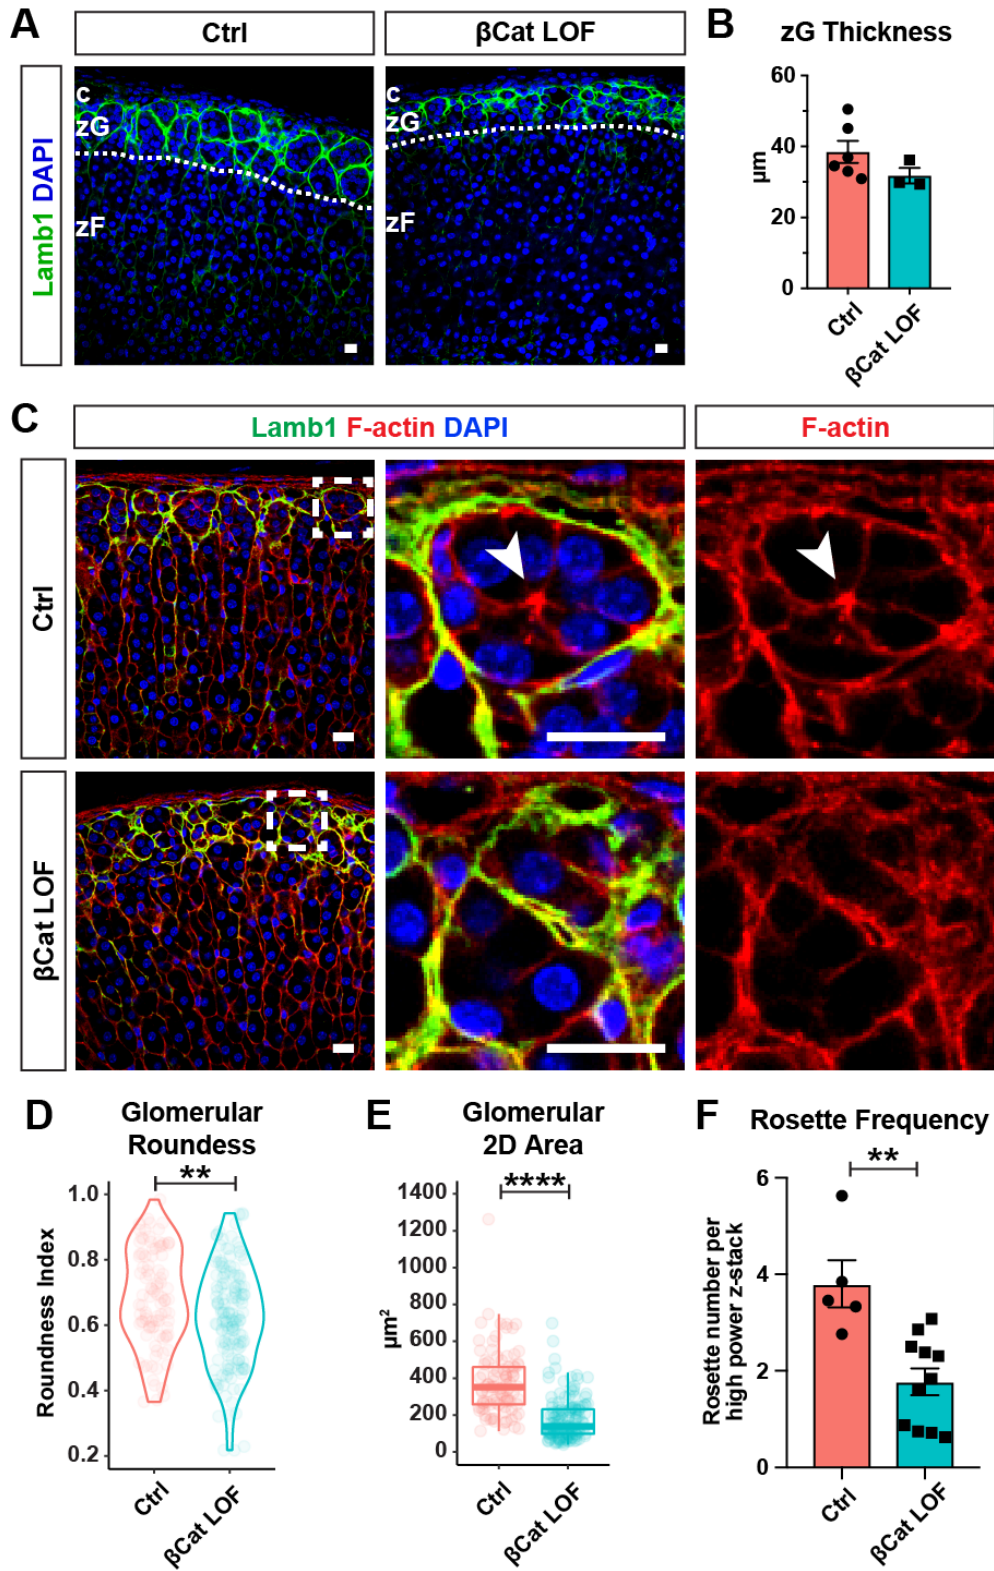 A
Ctrl
βCat LOF
Lamb1 DAPI
c
zG
zF
c
zG
zF
B
zG Thickness
60
40
20
0
µm
Ctrl
βCat LOF
C
Lamb1 F-actin DAPI
F-actin
Ctrl
βCat LOF
D
Glomerular
Roundess
**
Roundness Index
1.0
0.8
0.6
0.4
0.2
Ctrl
βCat LOF
E
Glomerular
2D Area
****
µm²
1400
1200
1000
800
600
400
200
0
Ctrl
βCat LOF
F
Rosette Frequency
**
Rosette number per
high power z-stack
6
4
2
0
Ctrl
βCat LOF